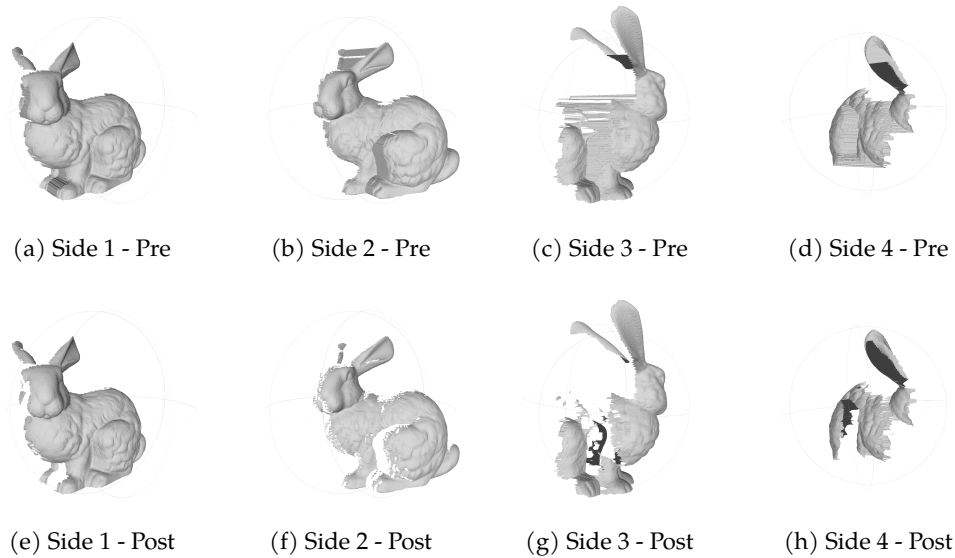 (a) Side 1 - Pre
(b) Side 2 - Pre
(c) Side 3 - Pre
(d) Side 4 - Pre
(e) Side 1 - Post
(f) Side 2 - Post
(g) Side 3 - Post
(h) Side 4 - Post